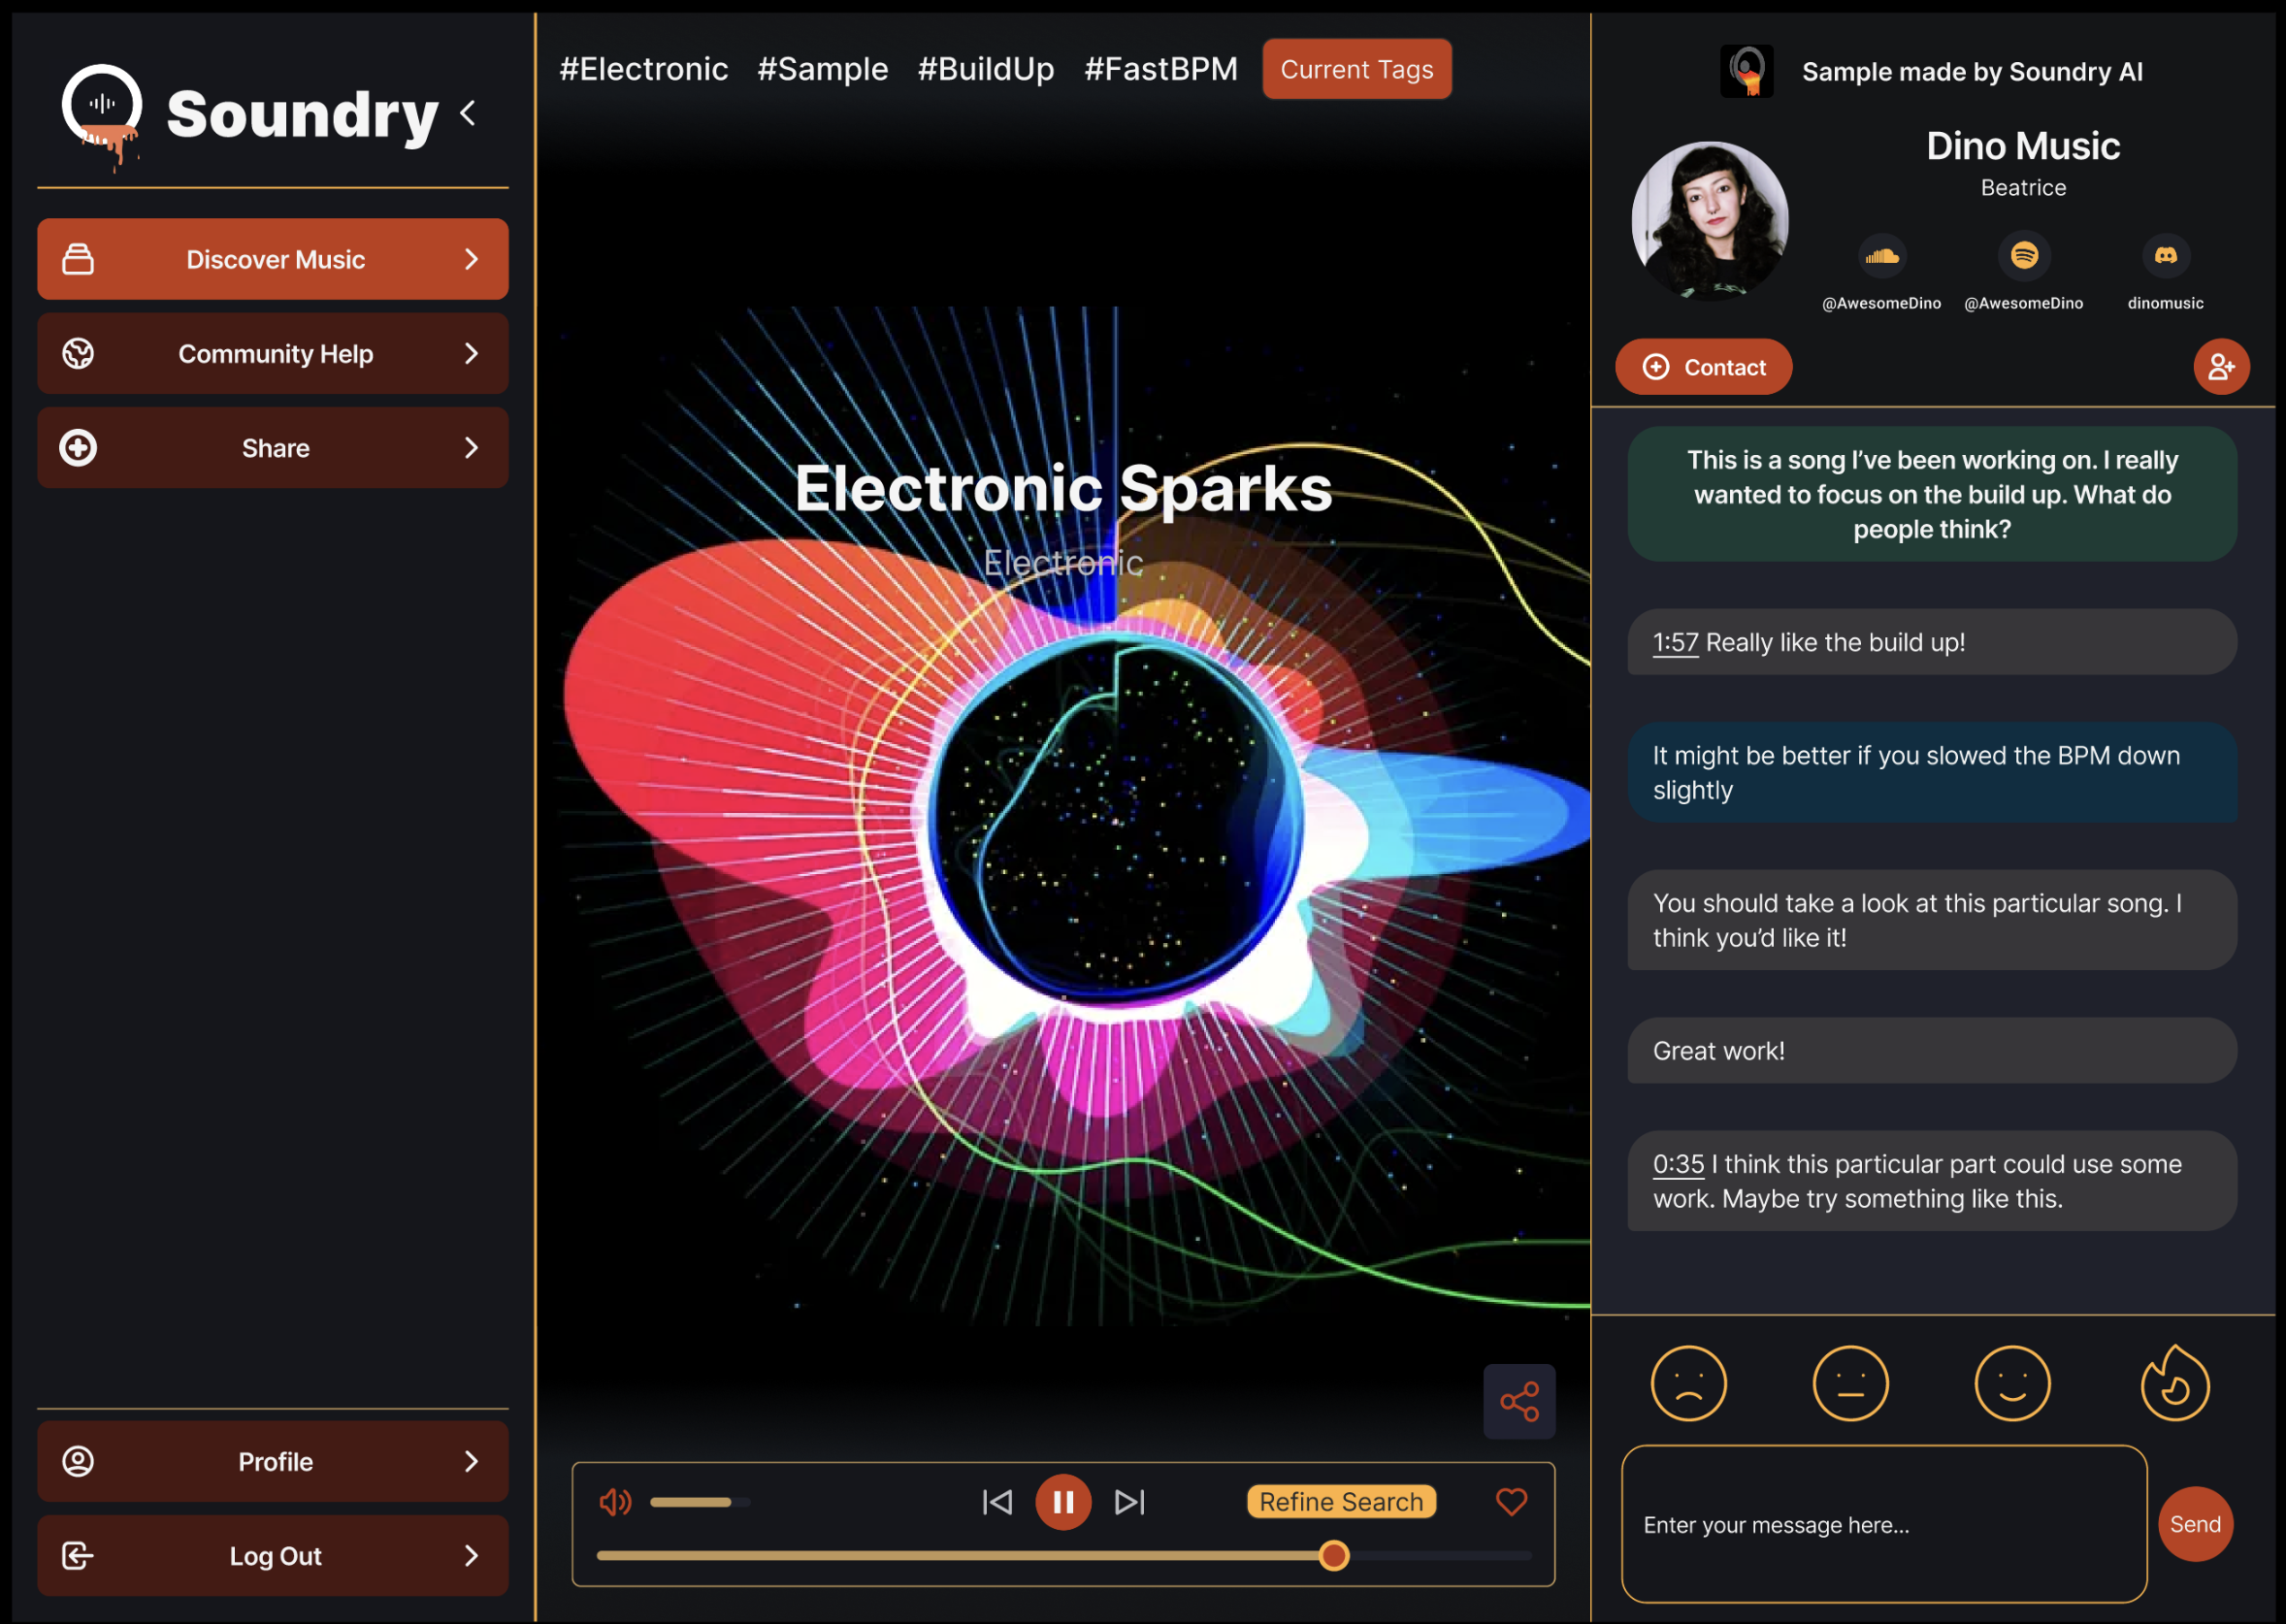 Soundry
Discover Music
Community Help
Share
Profile
Log Out
#Electronic #Sample #BuildUp #FastBPM Current Tags
Electronic Sparks
Electronic
Refine Search
Sample made by Soundry AI
Dino Music
Beatrice
@AwesomeDino @AwesomeDino dinomusic
Contact
This is a song I’ve been working on. I really
wanted to focus on the build up. What do
people think?
1:57 Really like the build up!
It might be better if you slowed the BPM down
slightly
You should take a look at this particular song. I
think you’d like it!
Great work!
0:35 I think this particular part could use some
work. Maybe try something like this.
Enter your message here...
Send